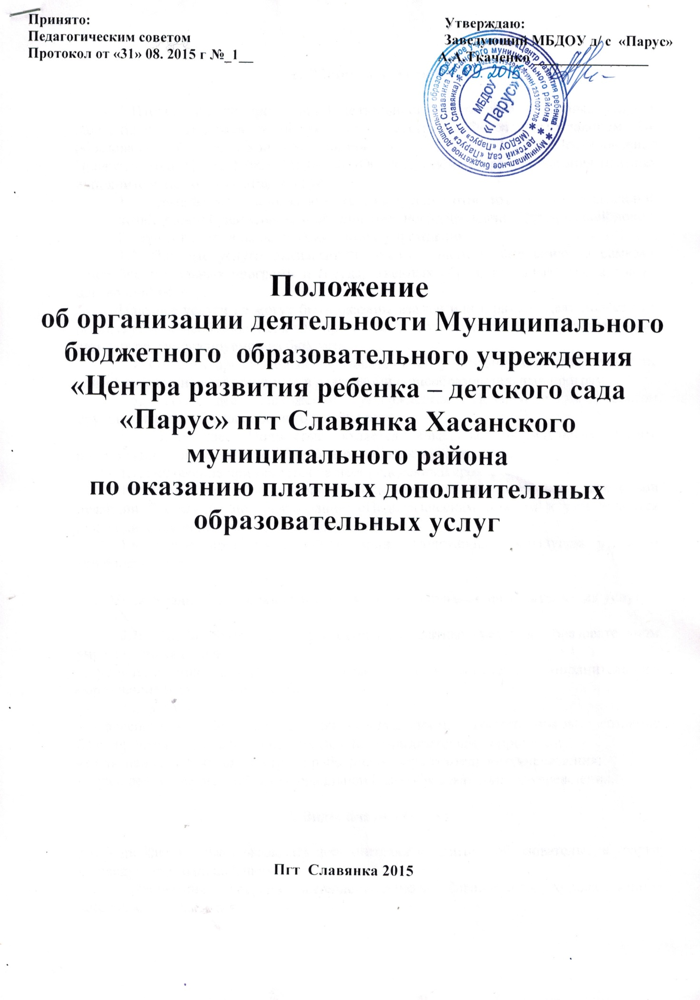 Принято:
Педагогическим советом
Протокол от «31» 08. 2015 г №_1__
Утверждаю:
Заведующий МБДОУ д/ с «Парус»
Ткаченко
09. 2015
Муниципальное бюджетное дошкольное образовательное учреждение «Центр развития ребенка -
детский сад «Парус» пгт Славянка Хасанского муниципального района
(МБДОУ «Парус» пгт Славянка)
ИНН 2531007706
МБДОУ
«Парус»
Положение
об организации деятельности Муниципального
бюджетного образовательного учреждения
«Центра развития ребенка – детского сада
«Парус» пгт Славянка Хасанского
муниципального района
по оказанию платных дополнительных
образовательных услуг
Пгт Славянка 2015